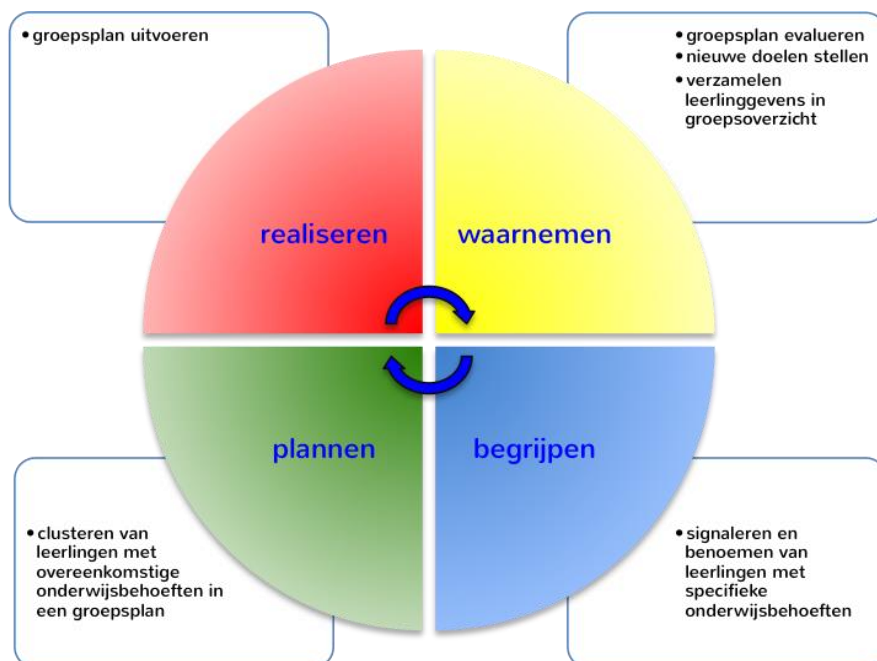 • groepsplan uitvoeren
• groepsplan evalueren
• nieuwe doelen stellen
• verzamelen
leerlinggevens in
groepsoverzicht
realiseren
waarnemen
plannen
begrijpen
• clusteren van
leerlingen met
overeenkomstige
onderwijsbehoeften in
een groepsplan
• signaleren en
benoemen van
leerlingen met
specifieke
onderwijsbehoeften